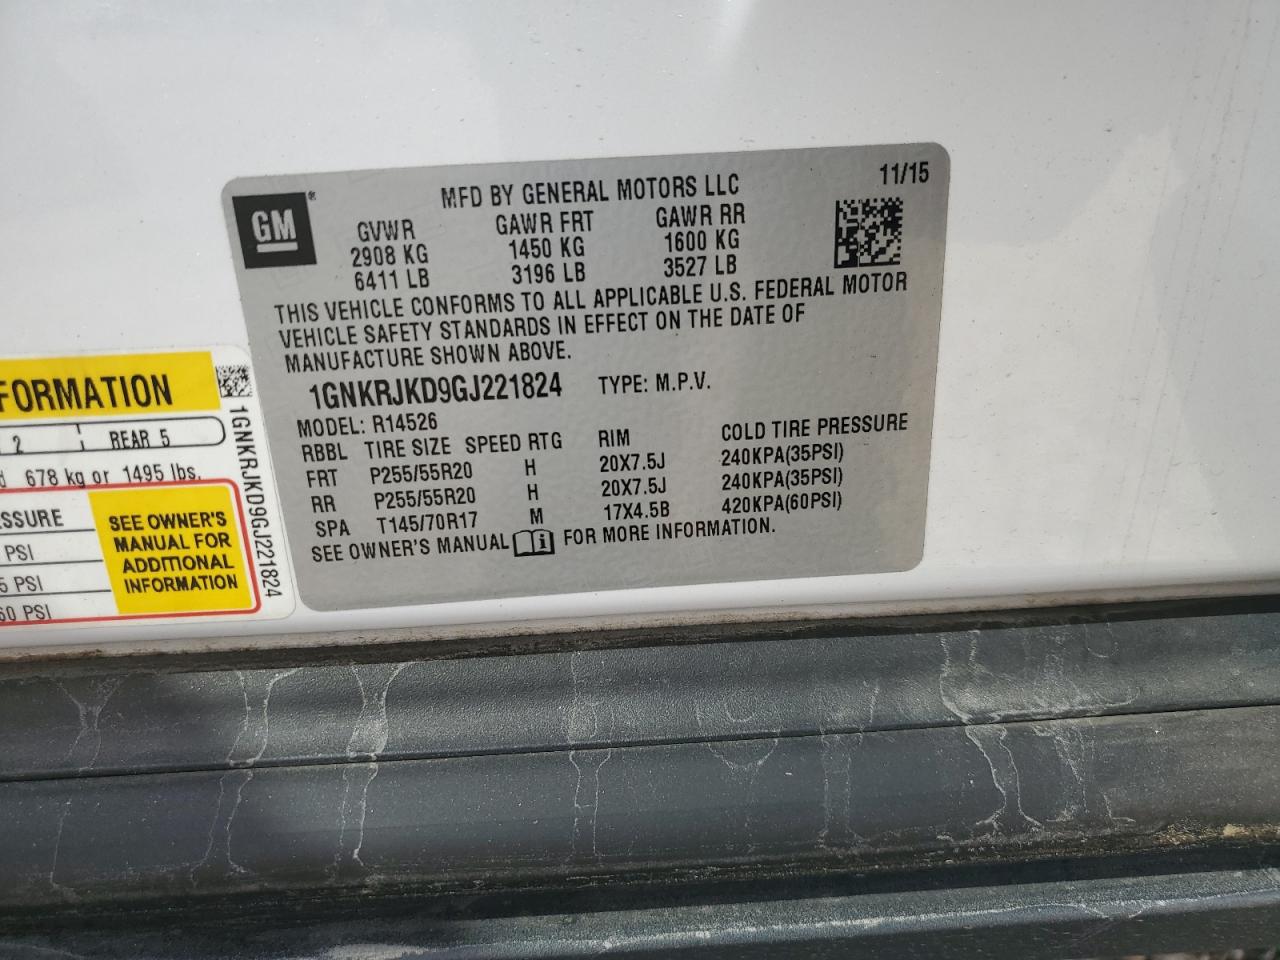 GM ®
MFD BY GENERAL MOTORS LLC 11/15
GVWR GAWR FRT GAWR RR
2908 KG 1450 KG 1600 KG
6411 LB 3196 LB 3527 LB
THIS VEHICLE CONFORMS TO ALL APPLICABLE U.S. FEDERAL MOTOR
VEHICLE SAFETY STANDARDS IN EFFECT ON THE DATE OF
MANUFACTURE SHOWN ABOVE.
1GNKRJKD9GJ221824 TYPE: M.P.V.
MODEL: R14526
RBBL TIRE SIZE SPEED RTG RIM COLD TIRE PRESSURE
FRT P255/55R20 H 20X7.5J 240KPA(35PSI)
RR P255/55R20 H 20X7.5J 240KPA(35PSI)
SPA T145/70R17 M 17X4.5B 420KPA(60PSI)
SEE OWNER'S MANUAL i FOR MORE INFORMATION.
FORMATION
2 REAR 5
678 kg or 1495 lbs.
SSURE
PSI
5 PSI
60 PSI
SEE OWNER'S
MANUAL FOR
ADDITIONAL
INFORMATION
1GNKRJKD9GJ221824